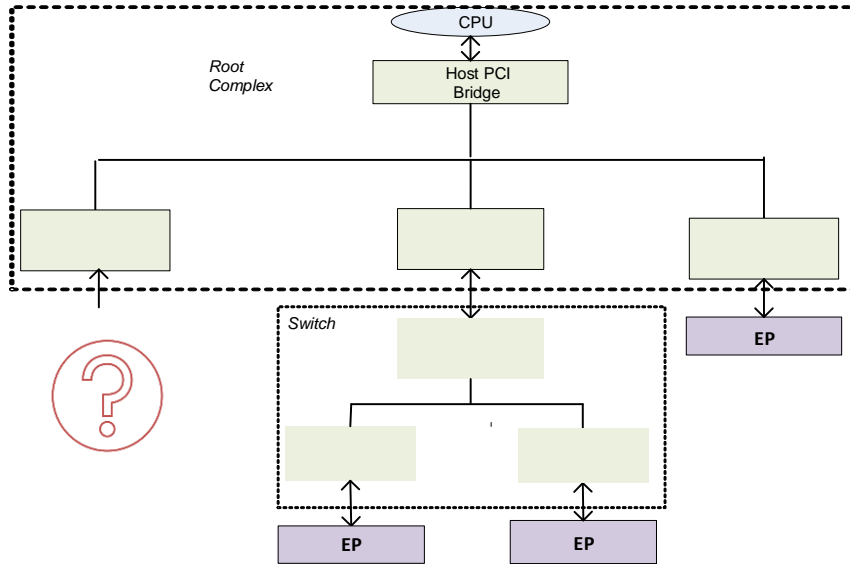 CPU
Root
Complex
Host PCI
Bridge
Switch
EP
EP
EP